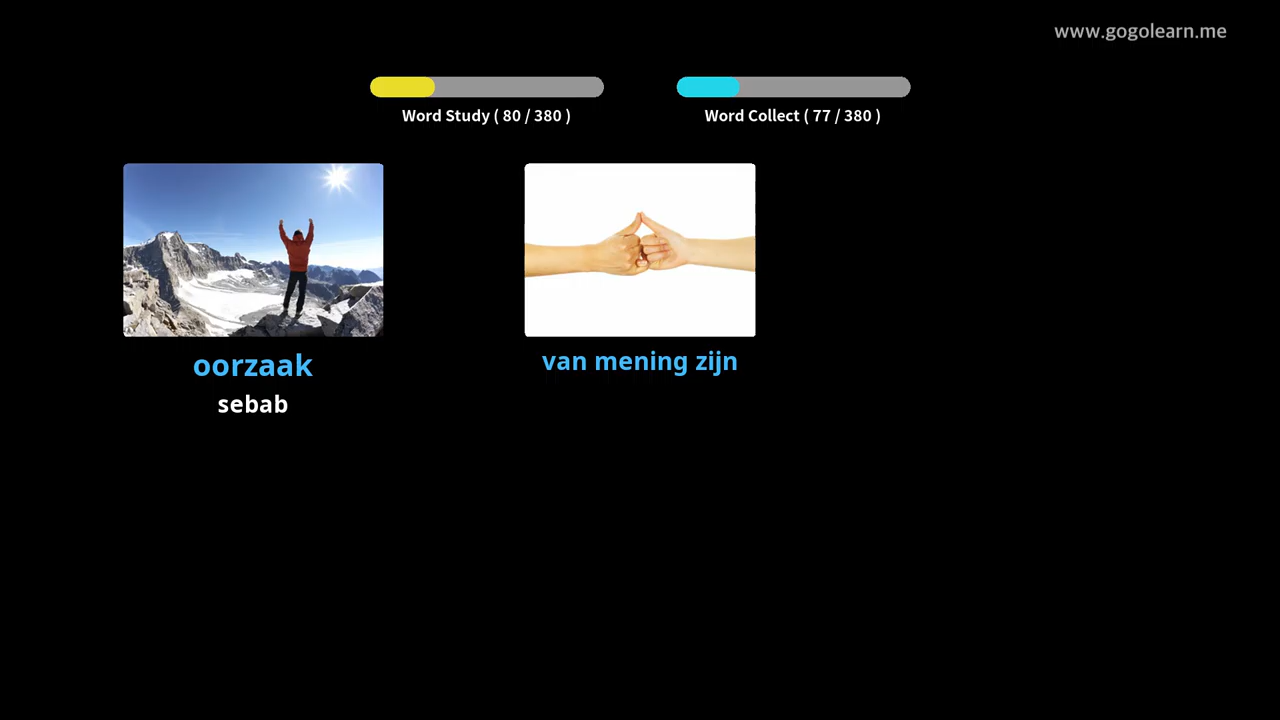 www.gogolearn.me
Word Study ( 80 / 380 )
Word Collect ( 77 / 380 )
oorzaak
sebab
van mening zijn